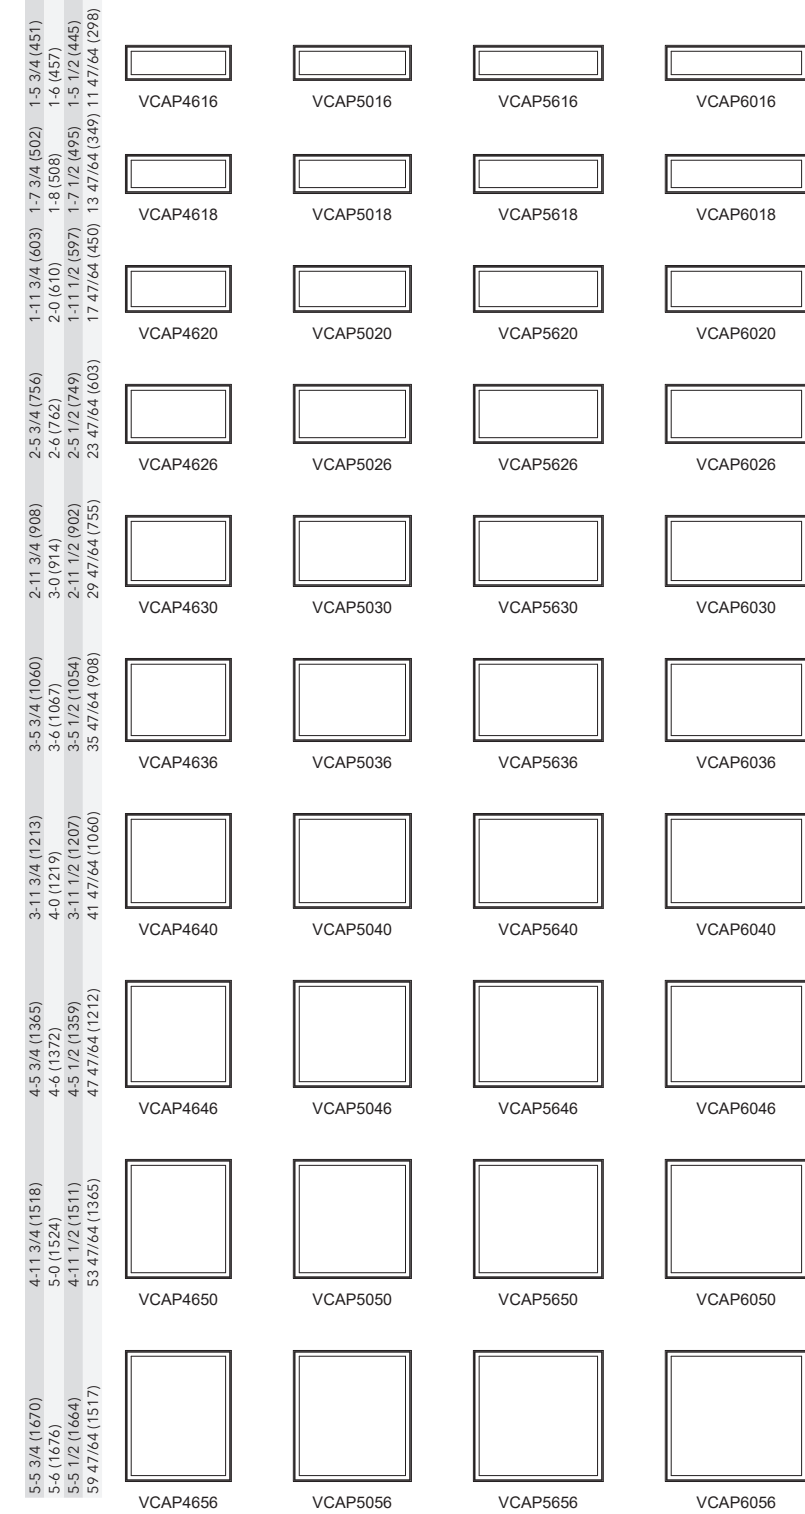 1-5 3/4 (451)
1-6 (457)
1-5 1/2 (445)
11 47/64 (298)
VCAP4616 VCAP5016 VCAP5616 VCAP6016
1-7 3/4 (502)
1-8 (508)
1-7 1/2 (495)
13 47/64 (349)
VCAP4618 VCAP5018 VCAP5618 VCAP6018
1-11 3/4 (603)
2-0 (610)
1-11 1/2 (597)
17 47/64 (450)
VCAP4620 VCAP5020 VCAP5620 VCAP6020
2-5 3/4 (756)
2-6 (762)
2-5 1/2 (749)
23 47/64 (603)
VCAP4626 VCAP5026 VCAP5626 VCAP6026
2-11 3/4 (908)
3-0 (914)
2-11 1/2 (902)
29 47/64 (755)
VCAP4630 VCAP5030 VCAP5630 VCAP6030
3-5 3/4 (1060)
3-6 (1067)
3-5 1/2 (1054)
35 47/64 (908)
VCAP4636 VCAP5036 VCAP5636 VCAP6036
3-11 3/4 (1213)
4-0 (1219)
3-11 1/2 (1207)
41 47/64 (1060)
VCAP4640 VCAP5040 VCAP5640 VCAP6040
4-5 3/4 (1365)
4-6 (1372)
4-5 1/2 (1359)
47 47/64 (1212)
VCAP4646 VCAP5046 VCAP5646 VCAP6046
4-11 3/4 (1518)
5-0 (1524)
4-11 1/2 (1511)
53 47/64 (1365)
VCAP4650 VCAP5050 VCAP5650 VCAP6050
5-5 3/4 (1670)
5-6 (1676)
5-5 1/2 (1664)
59 47/64 (1517)
VCAP4656 VCAP5056 VCAP5656 VCAP6056